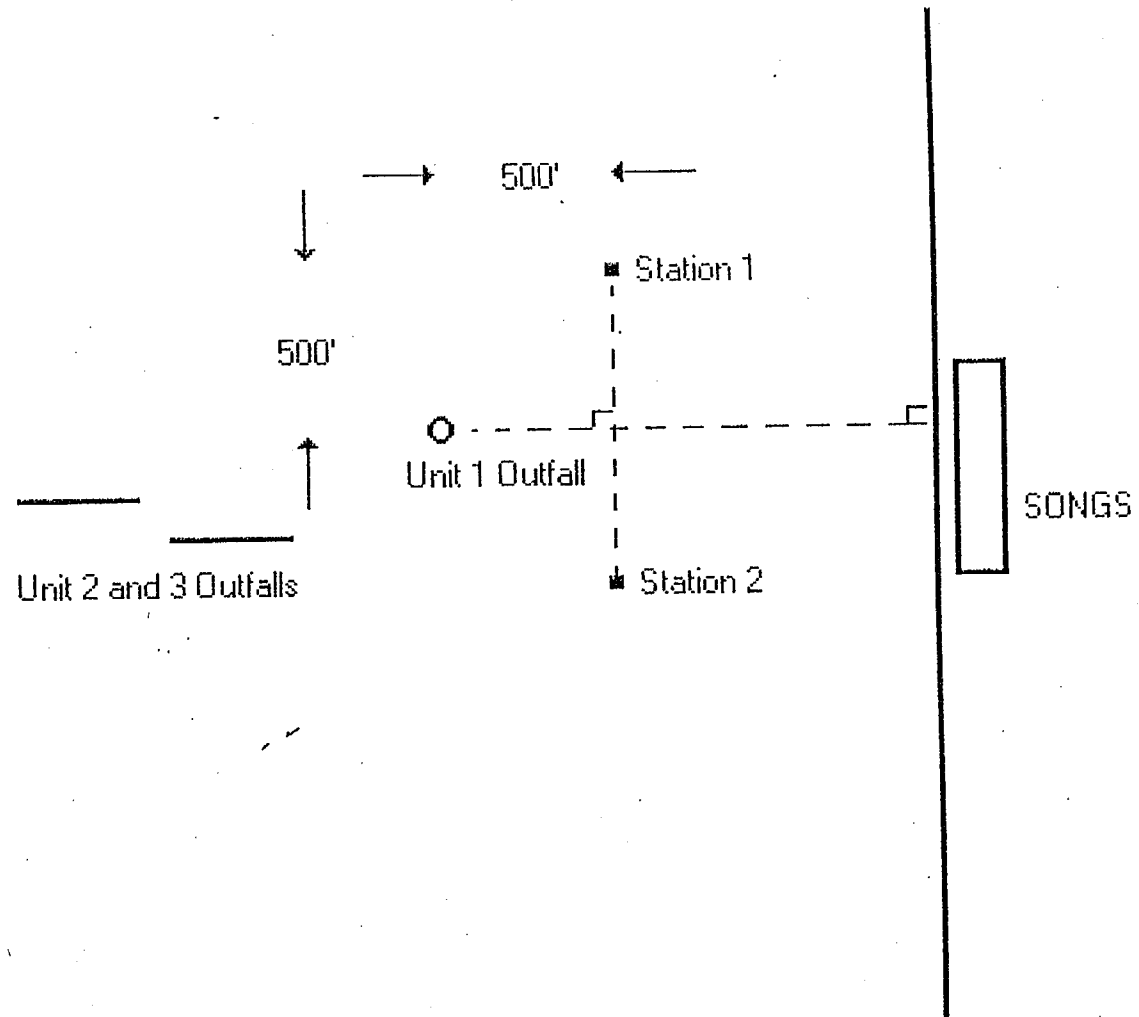 500'
Station 1
500'
Unit 1 Outfall
SONGS
Unit 2 and 3 Outfalls
Station 2